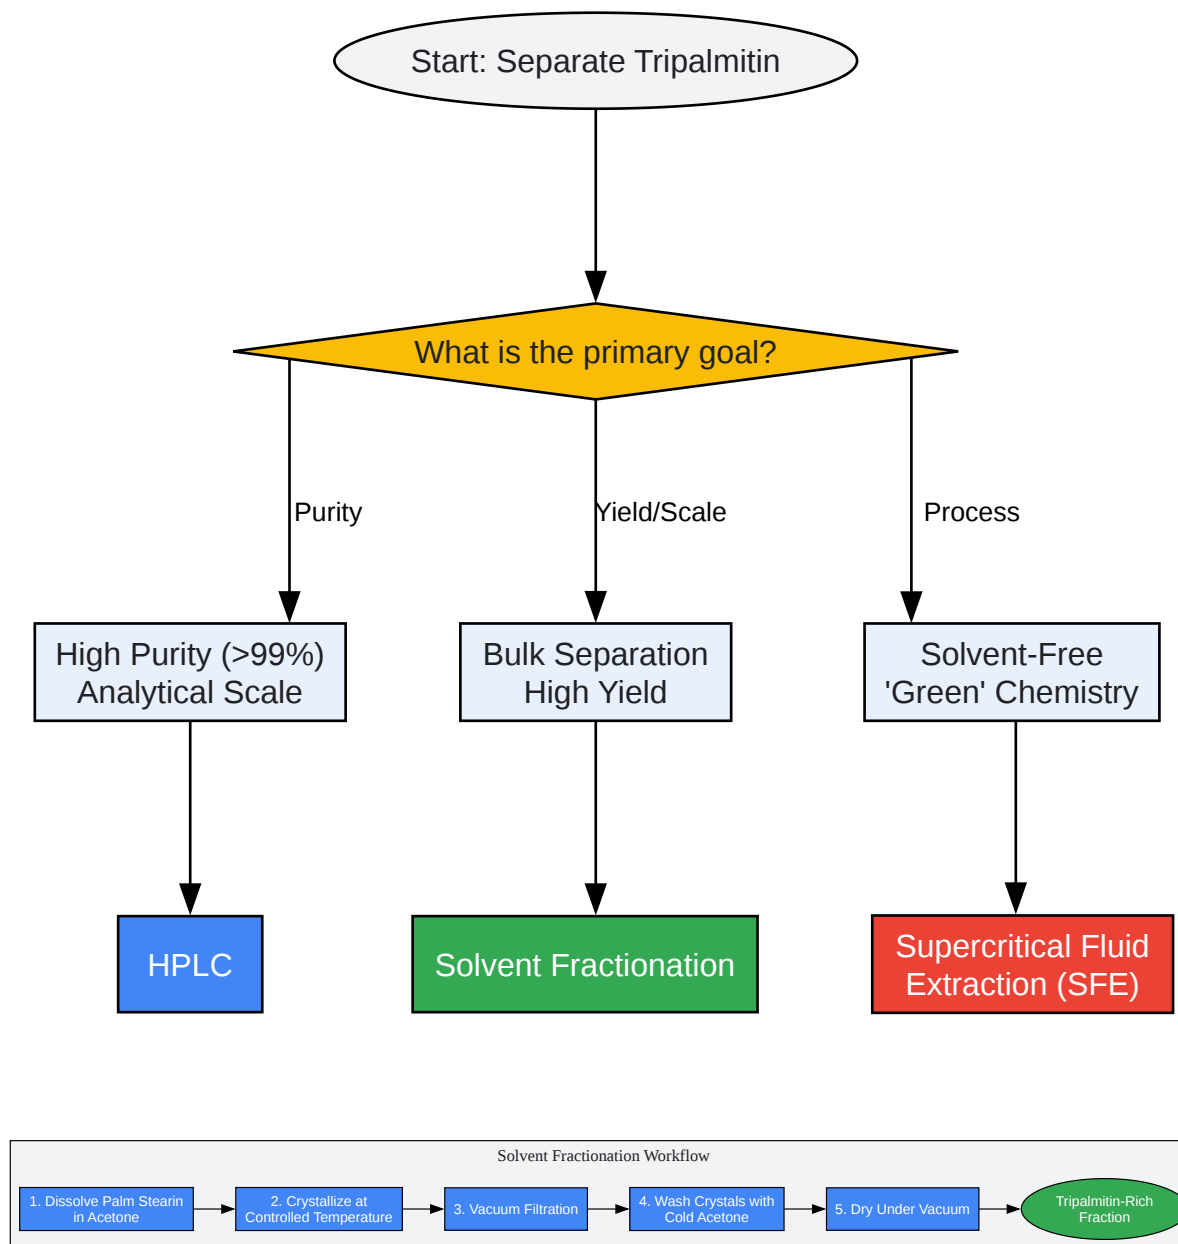 Start: Separate Tripalmitin
What is the primary goal?
Purity
Yield/Scale
Process
High Purity (>99%)
Analytical Scale
Bulk Separation
High Yield
Solvent-Free
'Green' Chemistry
HPLC
Solvent Fractionation
Supercritical Fluid
Extraction (SFE)
Solvent Fractionation Workflow
1. Dissolve Palm Stearin
in Acetone
2. Crystallize at
Controlled Temperature
3. Vacuum Filtration
4. Wash Crystals with
Cold Acetone
5. Dry Under Vacuum
Tripalmitin-Rich
Fraction